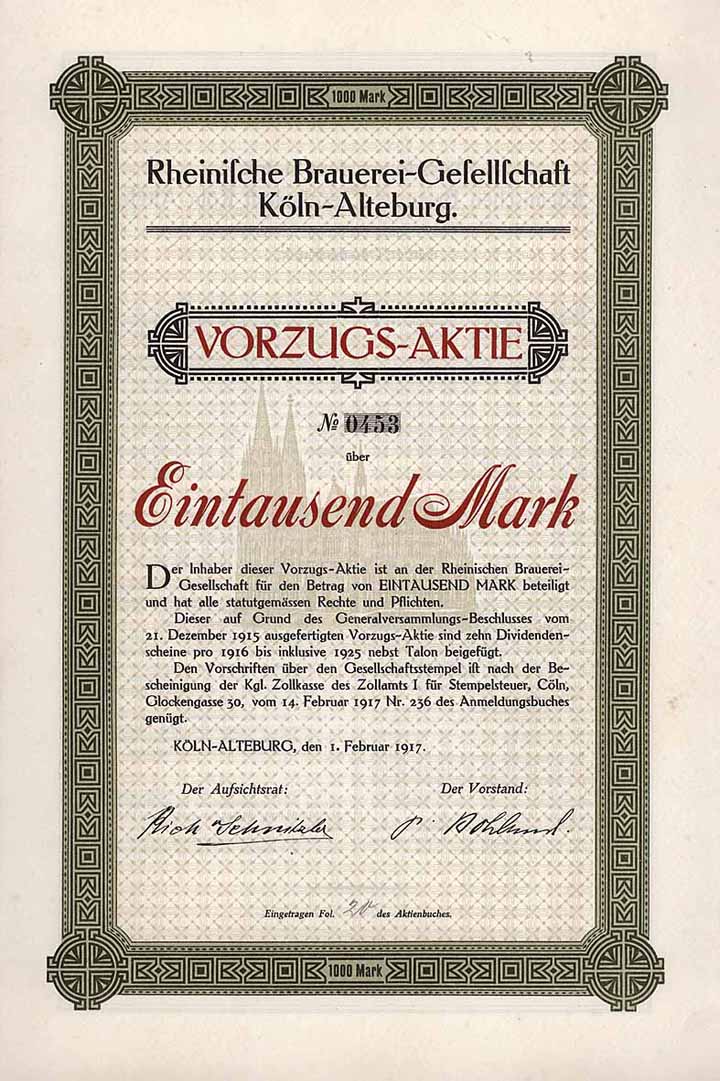 1000 Mark
Rheiniſche Brauerei-Geſellſchaft
Köln-Alteburg.
VORZUGS-AKTIE
№ 0453
über
Eintausend Mark
Der Inhaber dieser Vorzugs-Aktie ist an der Rheinischen Brauerei-
Gesellschaft für den Betrag von EINTAUSEND MARK beteiligt
und hat alle statutgemässen Rechte und Pflichten.
Dieser auf Grund des Generalversammlungs-Beschlusses vom
21. Dezember 1915 ausgefertigten Vorzugs-Aktie sind zehn Dividenden-
scheine pro 1916 bis inklusive 1925 nebst Talon beigefügt.
Den Vorschriften über den Gesellschaftsstempel iſt nach der Be-
scheinigung der Kgl. Zollkasse des Zollamts I für Stempelsteuer, Cöln,
Glockengasse 30, vom 14. Februar 1917 Nr. 236 des Anmeldungsbuches
genügt.
KÖLN-ALTEBURG, den 1. Februar 1917.
Der Aufsichtsrat: Der Vorstand:
Rich Schnitzler P.
Eingetragen Fol. 20 des Aktienbuches.
1000 Mark